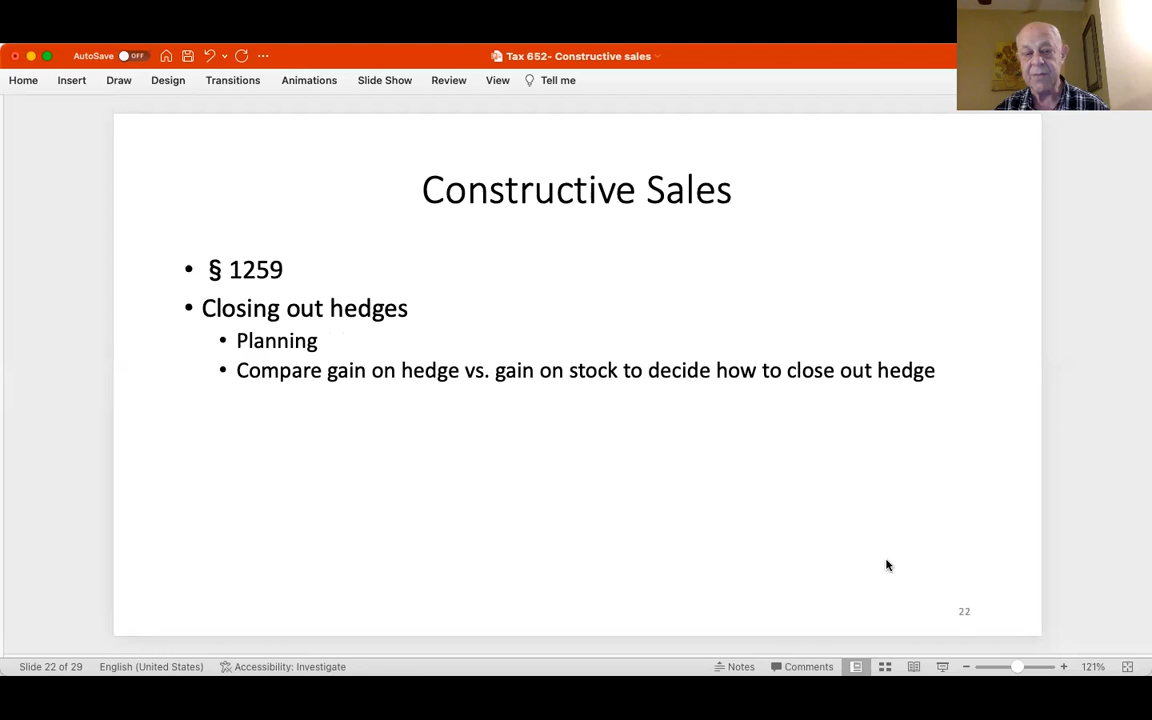 AutoSave OFF
Tax 652- Constructive sales
Home Insert Draw Design Transitions Animations Slide Show Review View Tell me
Constructive Sales
• § 1259
• Closing out hedges
• Planning
• Compare gain on hedge vs. gain on stock to decide how to close out hedge
22
Slide 22 of 29 English (United States) Accessibility: Investigate Notes Comments 121%